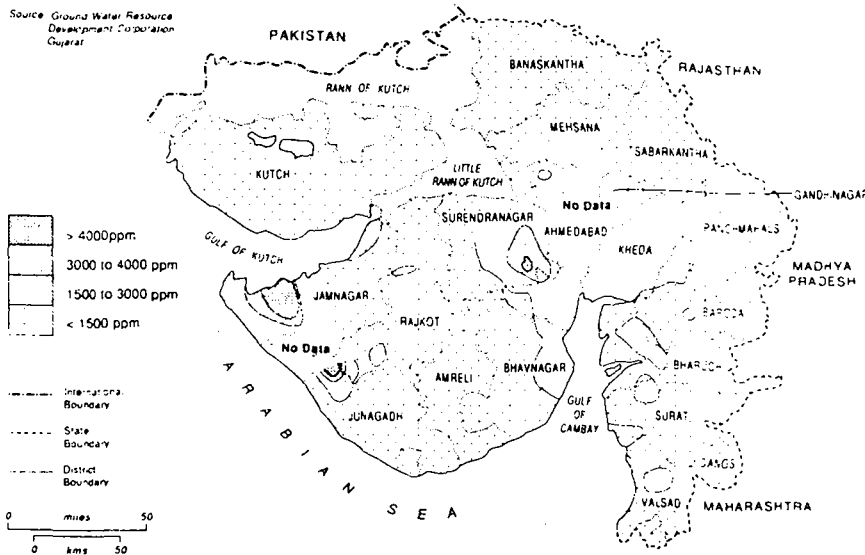 Source Ground Water Resource
Development Corporation
Gujarat
PAKISTAN
RANN OF KUTCH
BANASKANTHA
RAJASTHAN
MEHSANA
SABARKANTHA
KUTCH
LITTLE
RANN OF KUTCH
GANDHINAGAR
No Data
SURENDRANAGAR
AHMEDABAD
KHEDA
PANCHMAHALS
GULF OF KUTCH
MADHYA
PRADESH
> 4000ppm
3000 to 4000 ppm
1500 to 3000 ppm
< 1500 ppm
JAMNAGAR
RAJKOT
BARODA
No Data
AMRELI
BHAVNAGAR
BHARUCH
JUNAGADH
GULF
OF
CAMBAY
SURAT
DANGS
VALSAD
MAHARASHTRA
ARABIAN SEA
International
Boundary
State
Boundary
District
Boundary
0 miles 50
0 kms 50